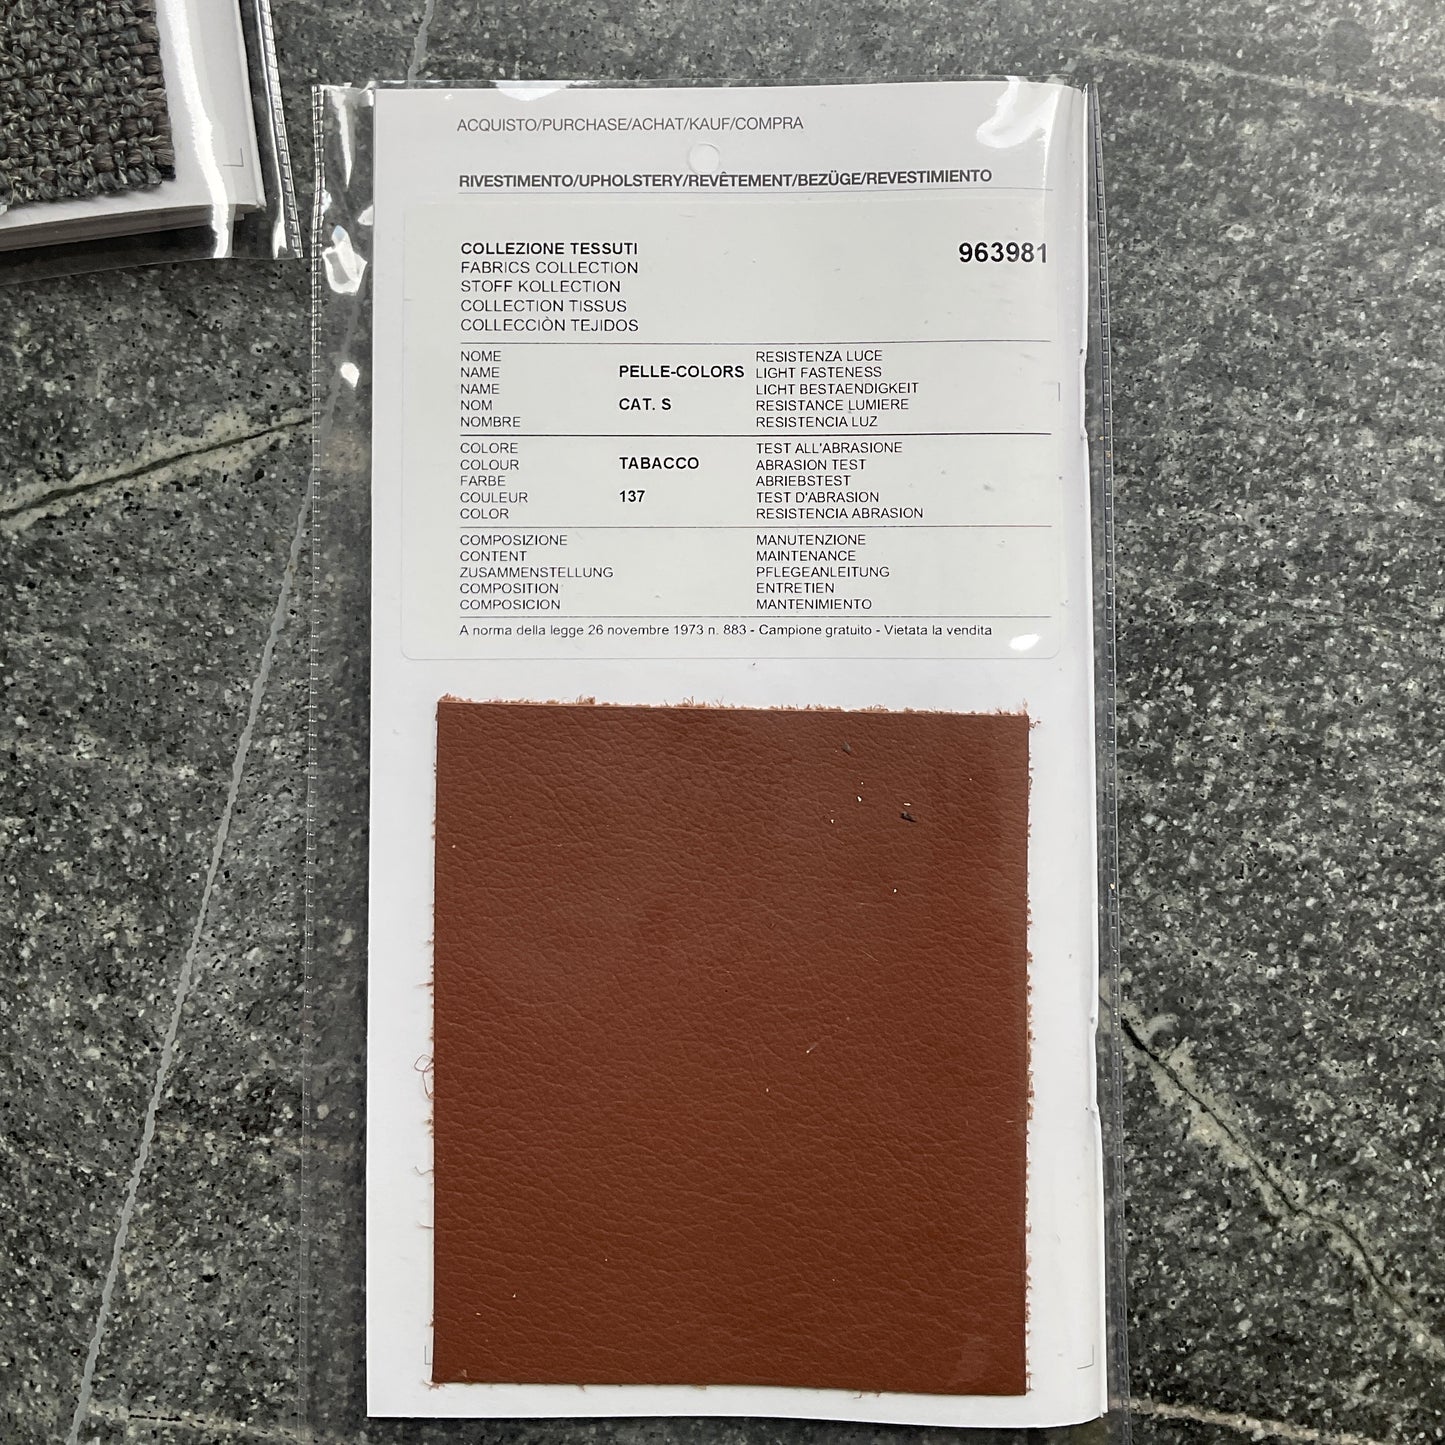 ACQUISTO/PURCHASE/ACHAT/KAUF/COMPRA
RIVESTIMENTO/UPHOLSTERY/REVÊTEMENT/BEZÜGE/REVESTIMIENTO
COLLEZIONE TESSUTI 963981
FABRICS COLLECTION
STOFF KOLLECTION
COLLECTION TISSUS
COLLECCIÒN TEJIDOS
NOME RESISTENZA LUCE
NAME PELLE-COLORS LIGHT FASTENESS
NAME LICHT BESTAENDIGKEIT
NOM CAT. S RESISTANCE LUMIERE
NOMBRE RESISTENCIA LUZ
COLORE TEST ALL'ABRASIONE
COLOUR TABACCO ABRASION TEST
FARBE ABRIEBSTEST
COULEUR 137 TEST D'ABRASION
COLOR RESISTENCIA ABRASION
COMPOSIZIONE MANUTENZIONE
CONTENT MAINTENANCE
ZUSAMMENSTELLUNG PFLEGEANLEITUNG
COMPOSITION ENTRETIEN
COMPOSICION MANTENIMIENTO
A norma della legge 26 novembre 1973 n. 883 - Campione gratuito - Vietata la vendita